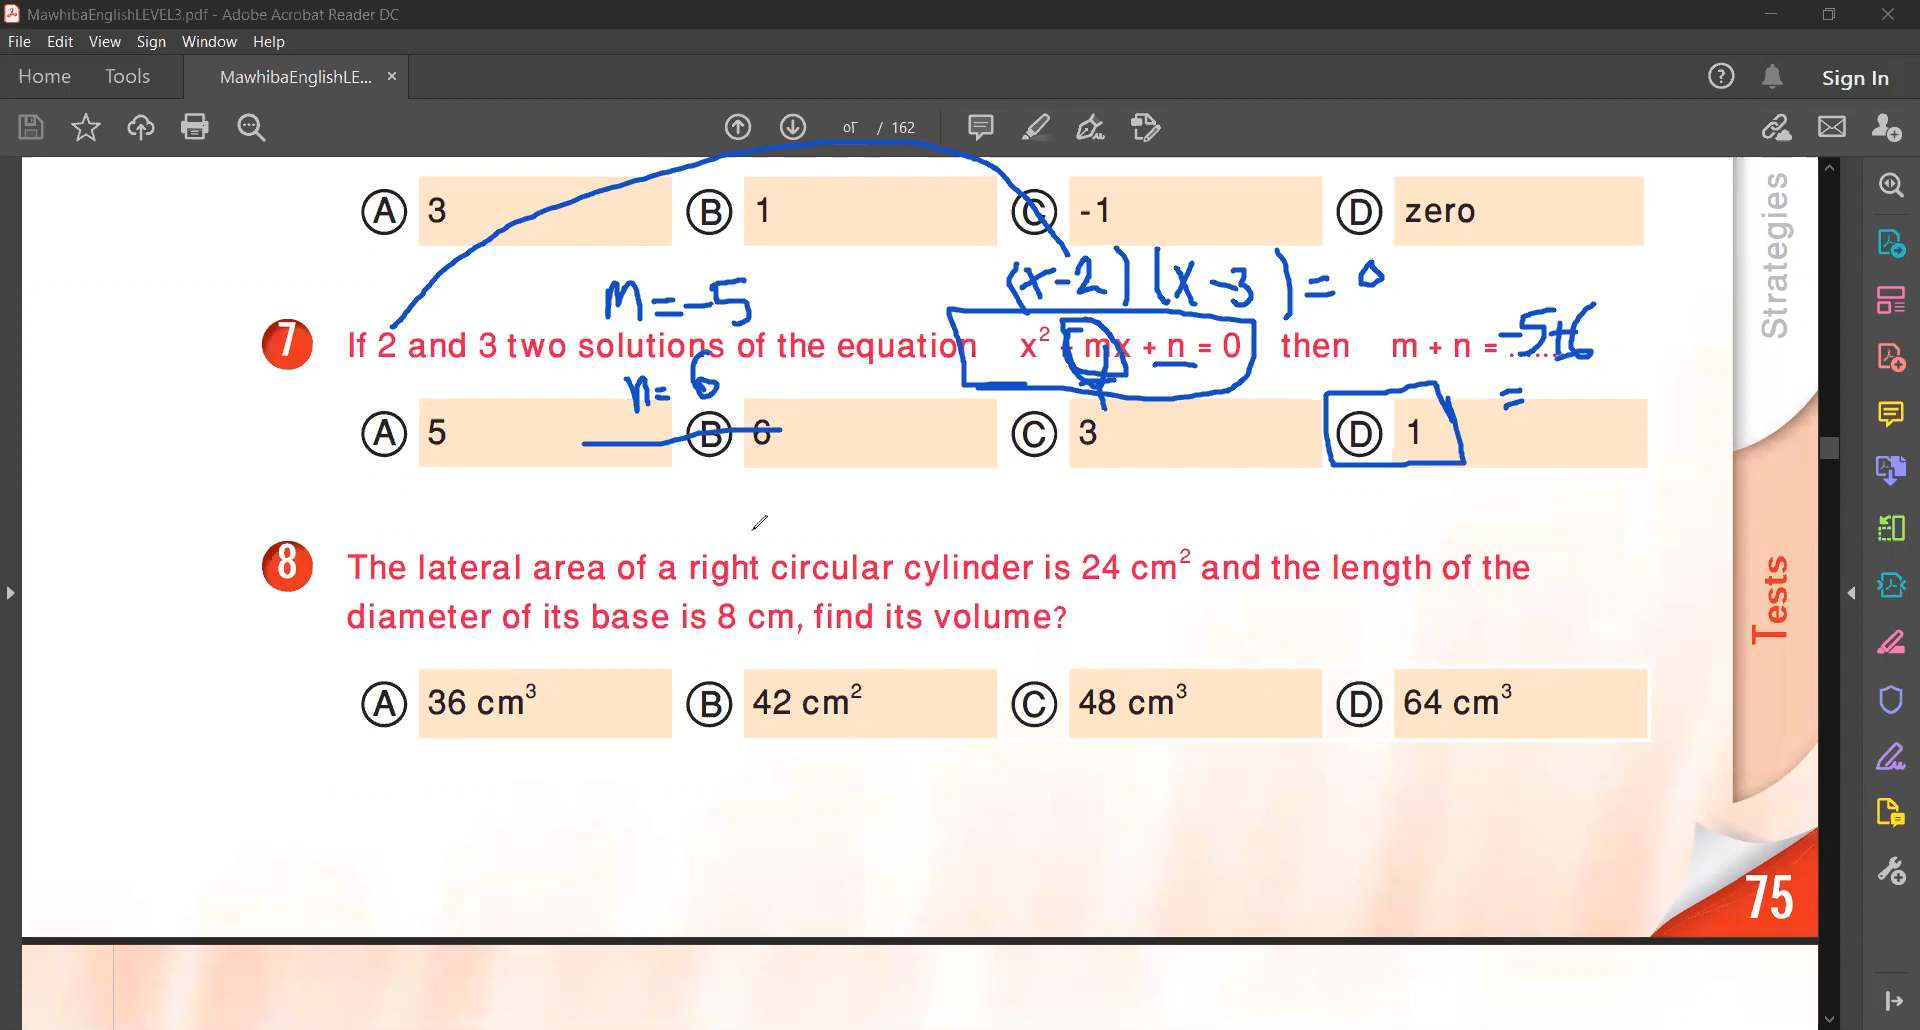 MawhibaEnglishLEVEL3.pdf - Adobe Acrobat Reader DC
File Edit View Sign Window Help
Home Tools MawhibaEnglishLE... × Sign In
٥٢ / 162
A 3 B 1 C -1 D zero
m = -5 (x-2)(x-3) = 0
7 If 2 and 3 two solutions of the equation x² mx + n = 0 then m + n = -5+6
n = 6 =
A 5 B 6 C 3 D 1
8 The lateral area of a right circular cylinder is 24 cm² and the length of the
diameter of its base is 8 cm, find its volume?
A 36 cm³ B 42 cm² C 48 cm³ D 64 cm³
Strategies
Tests
75